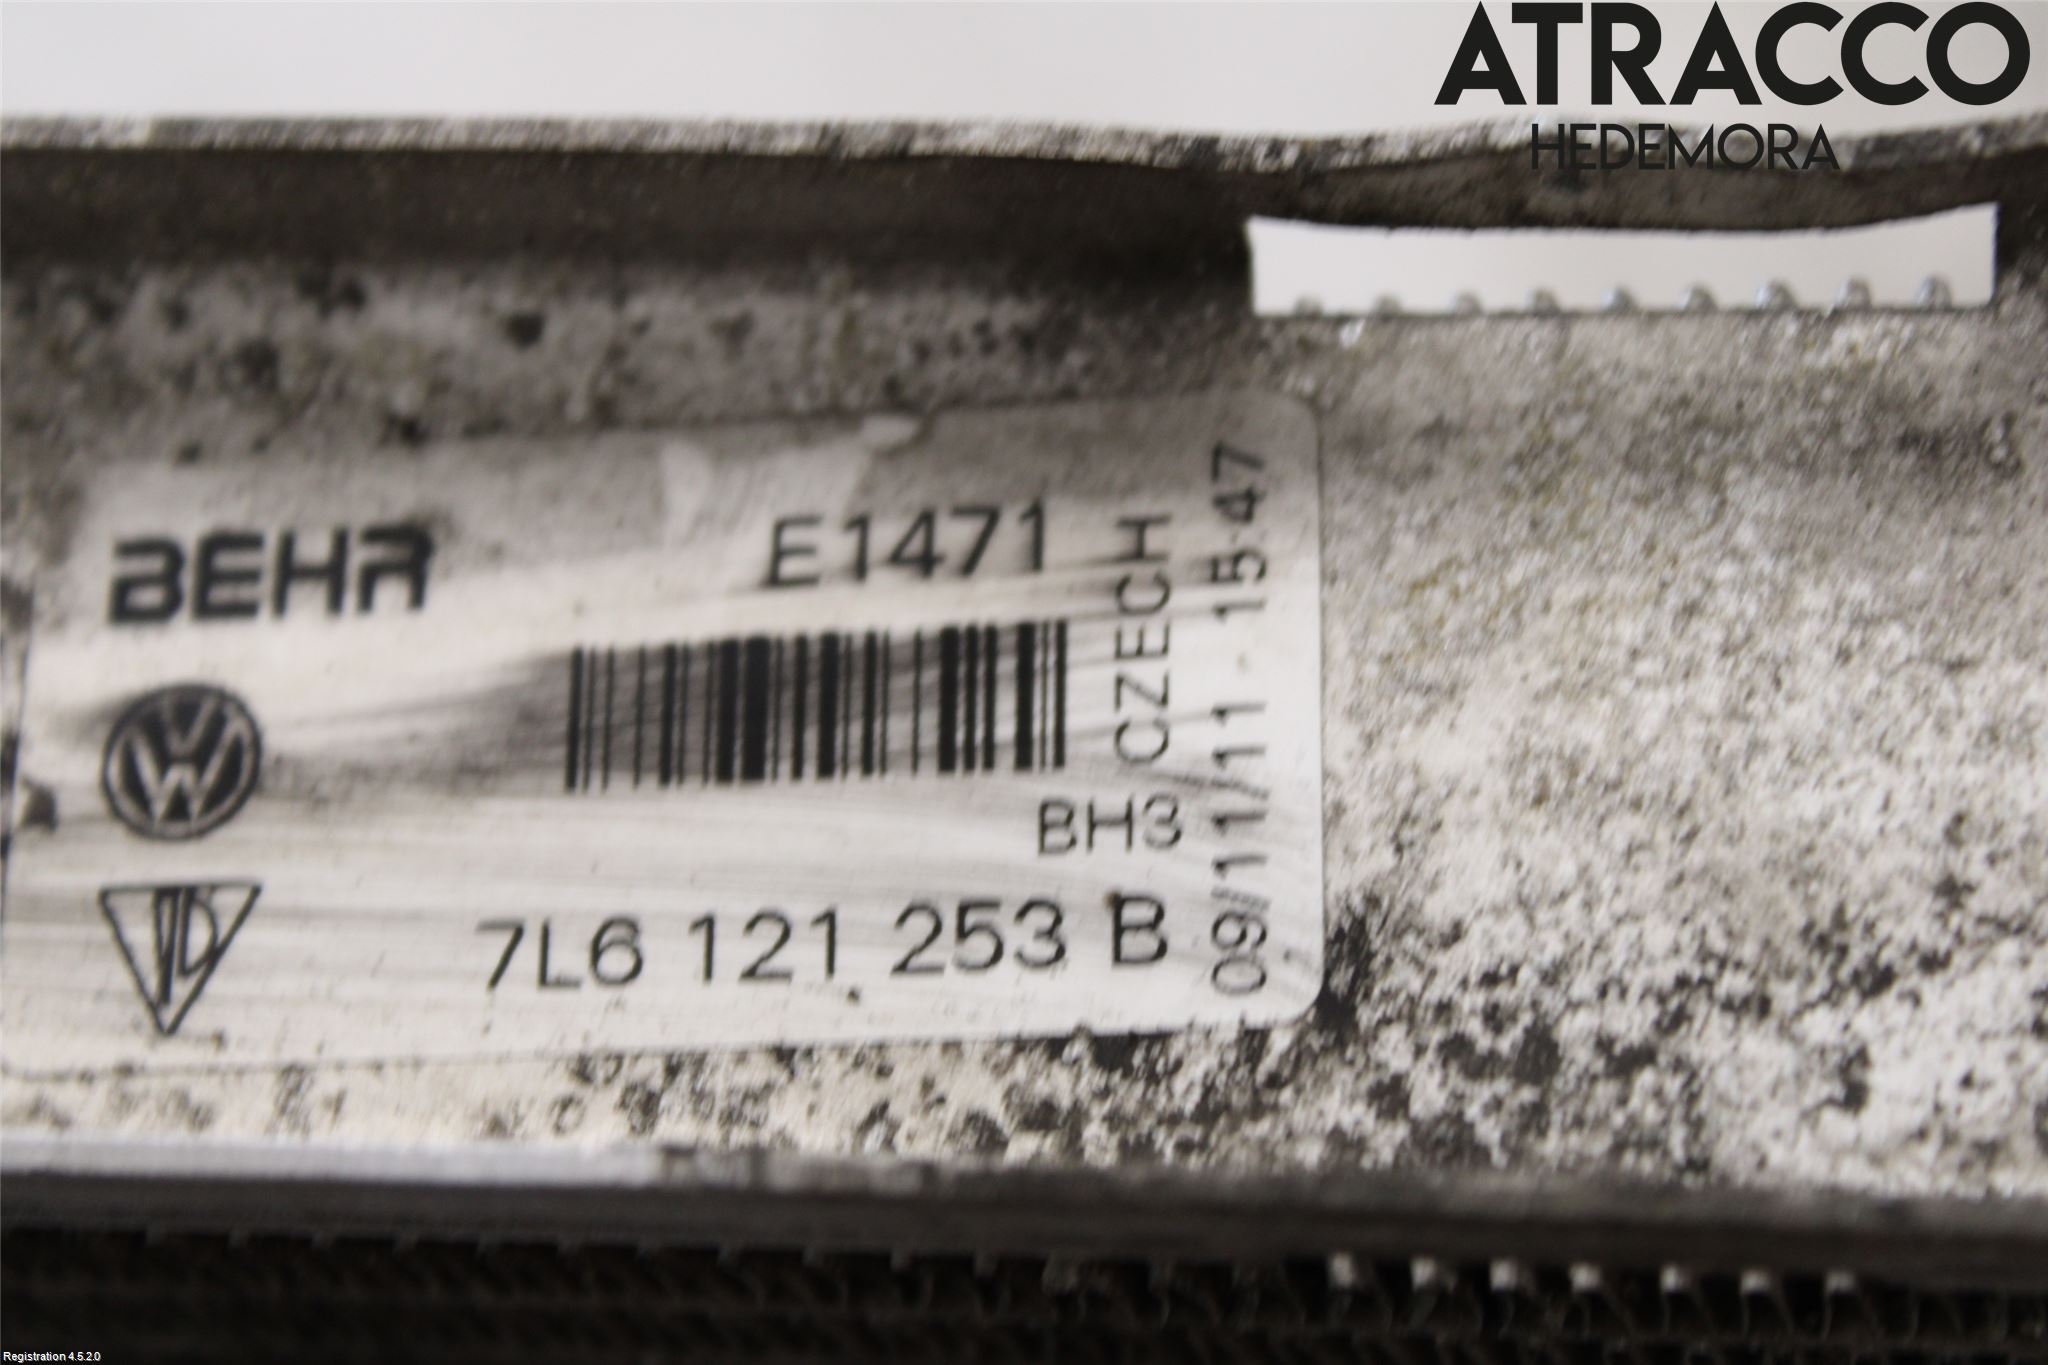 ATRACCO
HEDEMORA
BEHR
E1471
CZECH
09/11/11 15:47
BH3
7L6 121 253 B
Registration 4.5.2.0